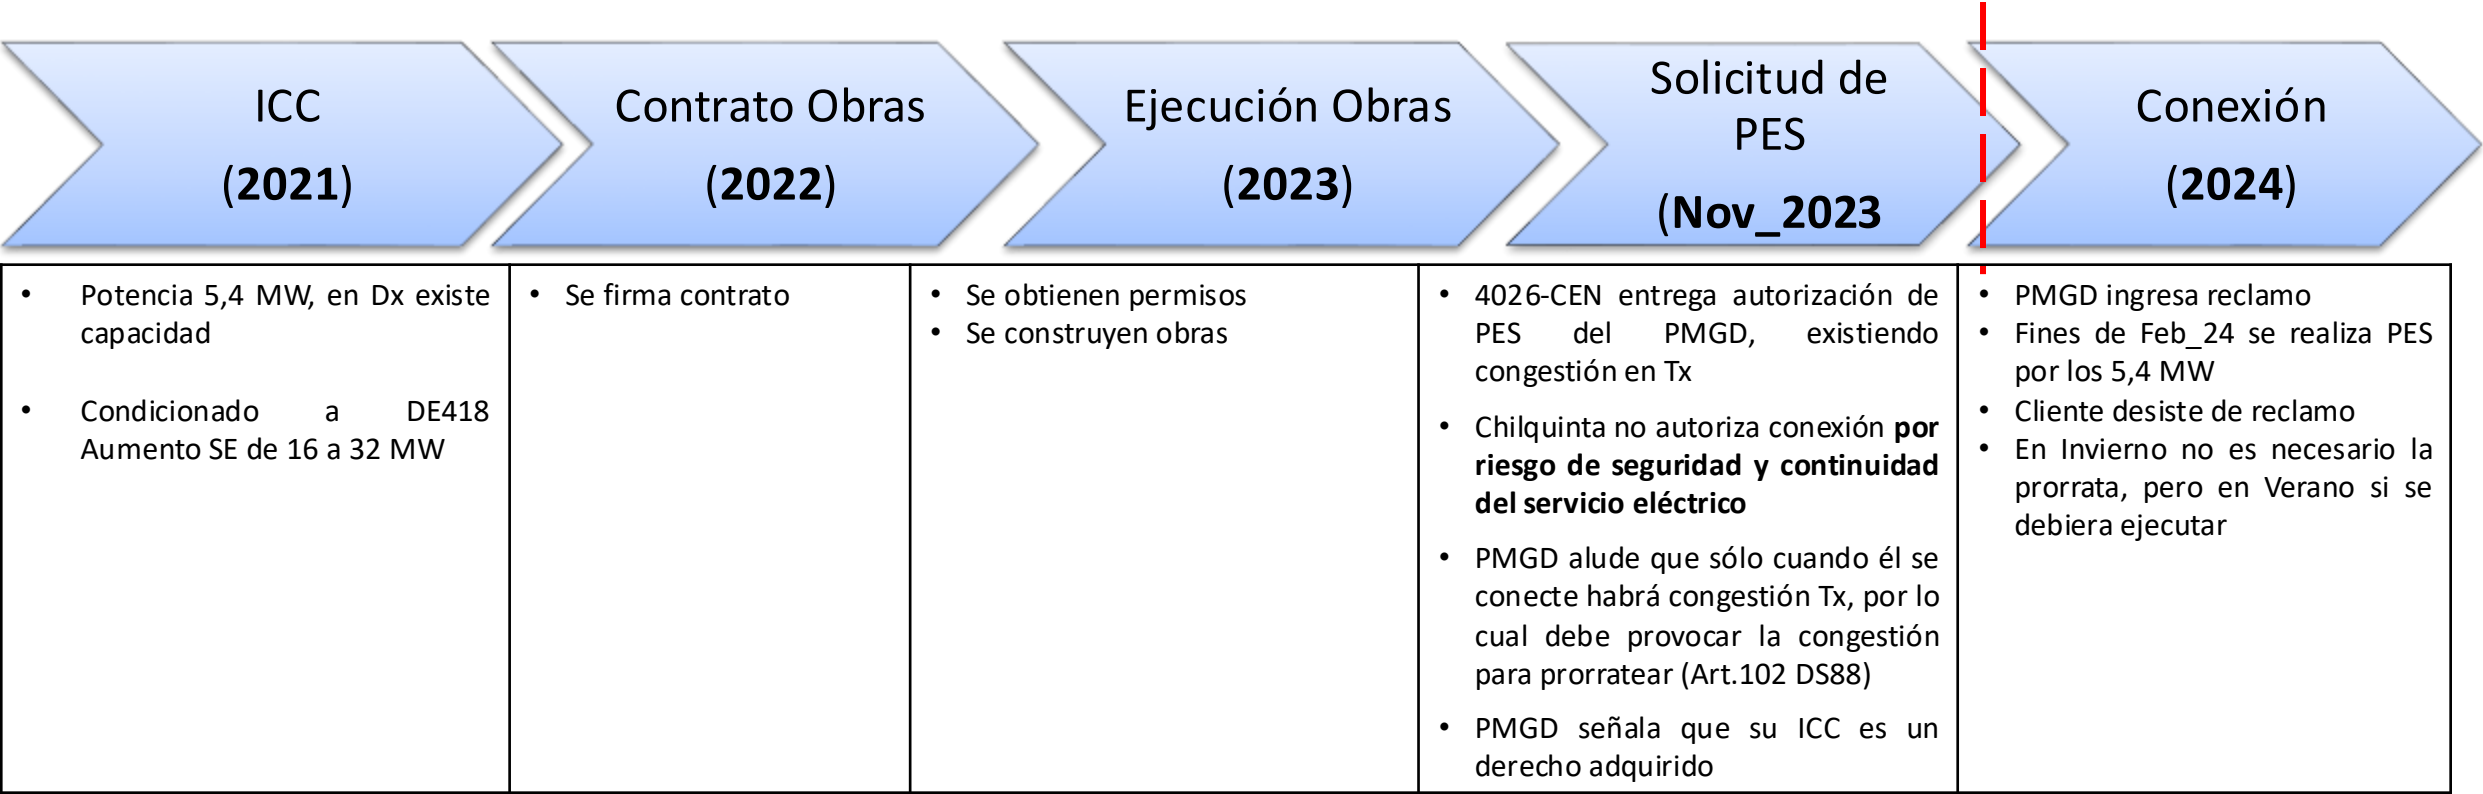 ICC
(2021)
Contrato Obras
(2022)
Ejecución Obras
(2023)
Solicitud de
PES
(Nov_2023
Conexión
(2024)
• Potencia 5,4 MW, en Dx existe
capacidad
• Condicionado a DE418
Aumento SE de 16 a 32 MW
• Se firma contrato
• Se obtienen permisos
• Se construyen obras
• 4026-CEN entrega autorización de
PES del PMGD, existiendo
congestión en Tx
• Chilquinta no autoriza conexión por
riesgo de seguridad y continuidad
del servicio eléctrico
• PMGD alude que sólo cuando él se
conecte habrá congestión Tx, por lo
cual debe provocar la congestión
para prorratear (Art.102 DS88)
• PMGD señala que su ICC es un
derecho adquirido
• PMGD ingresa reclamo
• Fines de Feb_24 se realiza PES
por los 5,4 MW
• Cliente desiste de reclamo
• En Invierno no es necesario la
prorrata, pero en Verano si se
debiera ejecutar